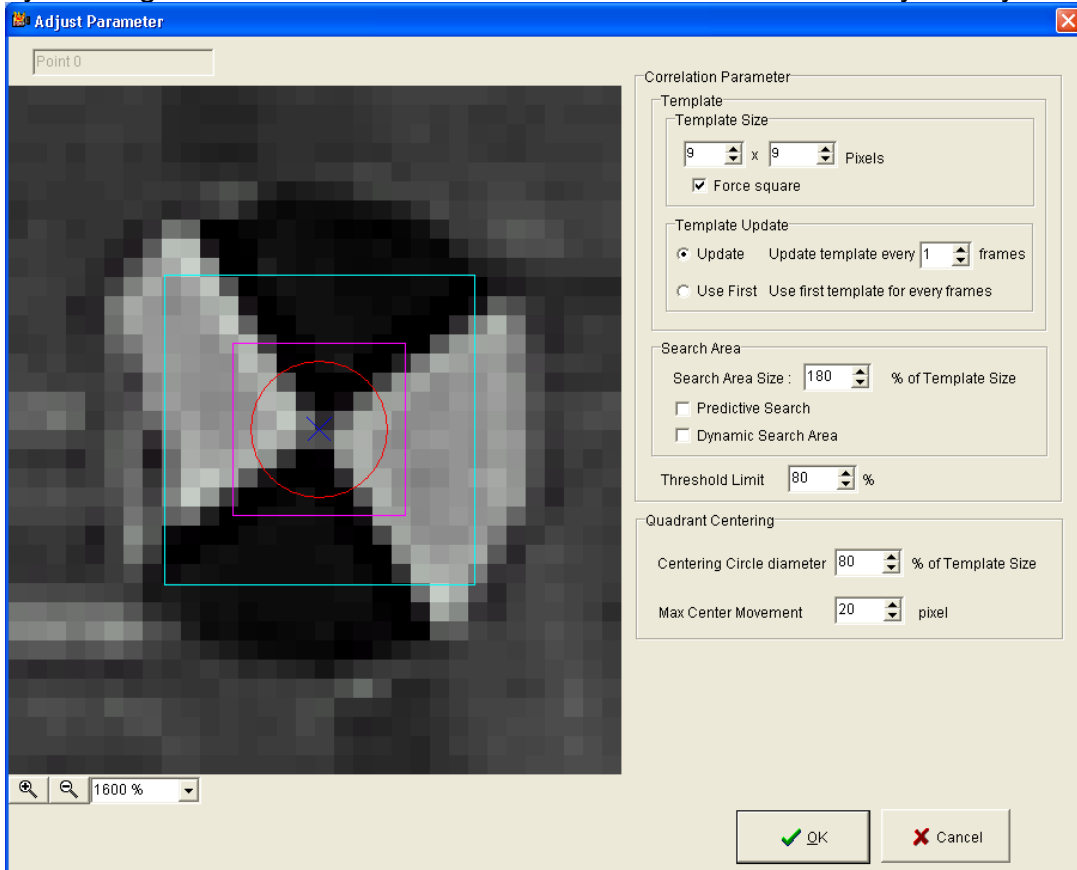 Adjust Parameter
Point 0
Correlation Parameter
Template
Template Size
9 x 9 Pixels
Force square
Template Update
Update Update template every 1 frames
Use First Use first template for every frames
Search Area
Search Area Size : 180 % of Template Size
Predictive Search
Dynamic Search Area
Threshold Limit 80 %
Quadrant Centering
Centering Circle diameter 80 % of Template Size
Max Center Movement 20 pixel
1600 %
OK
Cancel